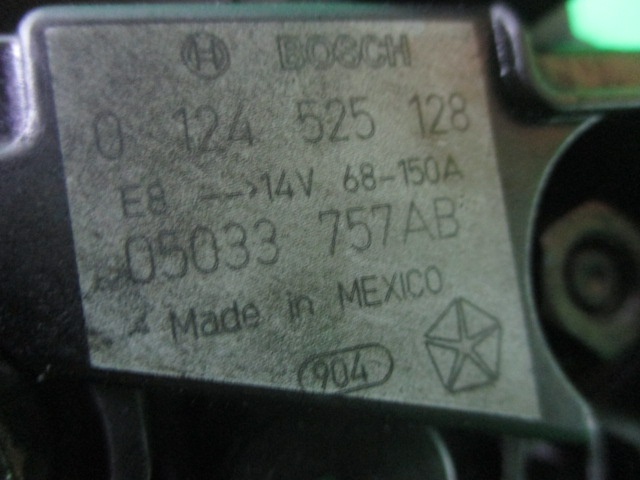 BOSCH
0 124 525 128
E8 -->14V 68-150A
05033 757AB
Made in MEXICO
904